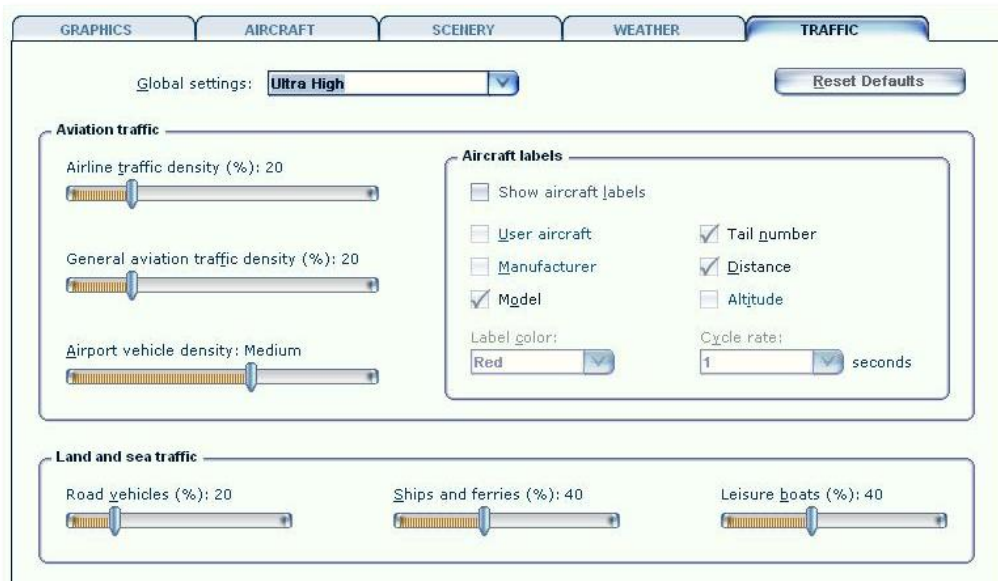 GRAPHICS AIRCRAFT SCENERY WEATHER TRAFFIC
Global settings: Ultra High Reset Defaults
Aviation traffic
Airline traffic density (%): 20
General aviation traffic density (%): 20
Airport vehicle density: Medium
Aircraft labels
Show aircraft labels
User aircraft Tail number
Manufacturer Distance
Model Altitude
Label color: Cycle rate:
Red 1 seconds
Land and sea traffic
Road vehicles (%): 20 Ships and ferries (%): 40 Leisure boats (%): 40